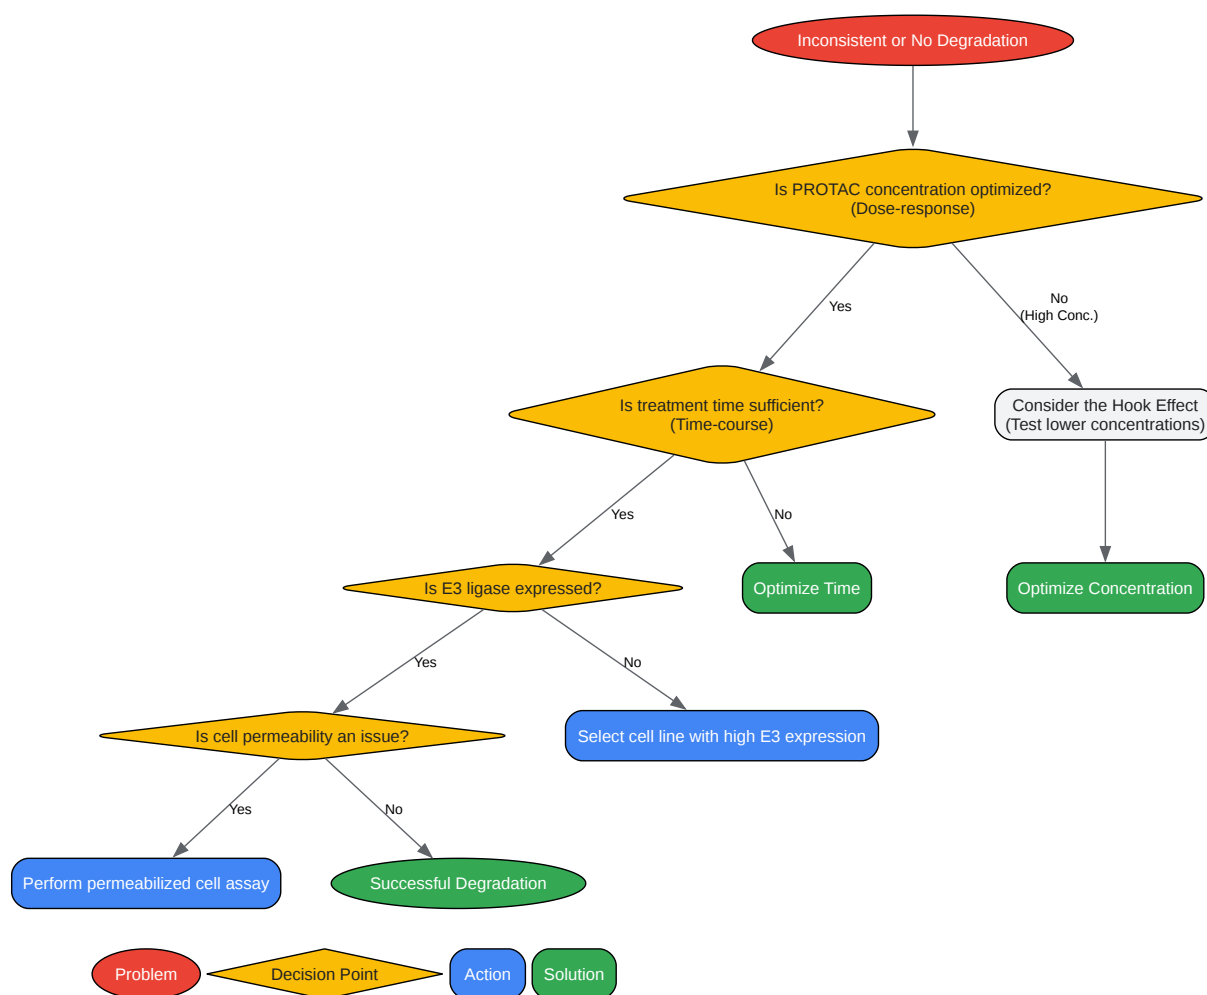 Inconsistent or No Degradation
Is PROTAC concentration optimized?
(Dose-response)
Yes
No
(High Conc.)
Is treatment time sufficient?
(Time-course)
Consider the Hook Effect
(Test lower concentrations)
Yes
No
Is E3 ligase expressed?
Optimize Time
Optimize Concentration
Yes
No
Is cell permeability an issue?
Select cell line with high E3 expression
Yes
No
Perform permeabilized cell assay
Successful Degradation
Problem
Decision Point
Action
Solution